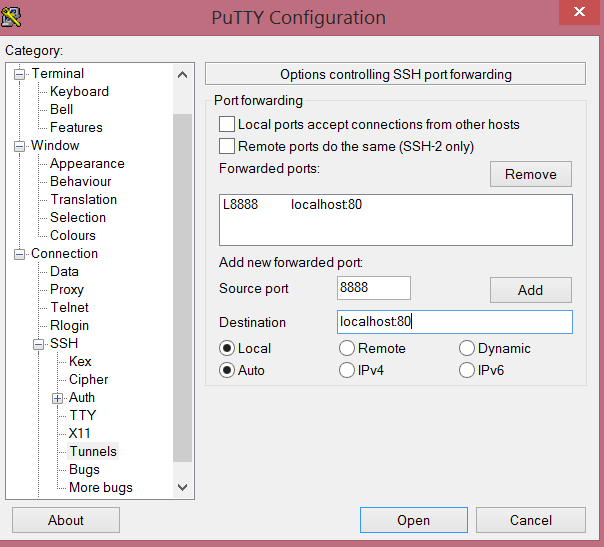 PuTTY Configuration
Category:
Terminal
Keyboard
Bell
Features
Window
Appearance
Behaviour
Translation
Selection
Colours
Connection
Data
Proxy
Telnet
Rlogin
SSH
Kex
Cipher
Auth
TTY
X11
Tunnels
Bugs
More bugs
Options controlling SSH port forwarding
Port forwarding
Local ports accept connections from other hosts
Remote ports do the same (SSH-2 only)
Forwarded ports:
Remove
L8888 localhost:80
Add new forwarded port:
Source port 8888 Add
Destination localhost:80
Local Remote Dynamic
Auto IPv4 IPv6
About Open Cancel